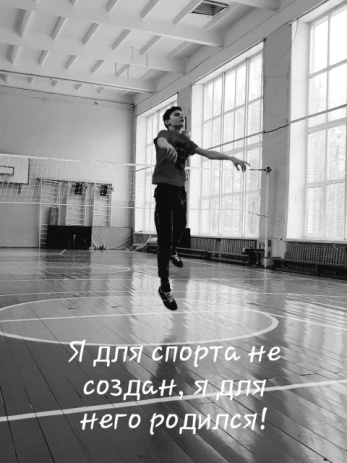 Я для спорта не
создан, я для
него родился!